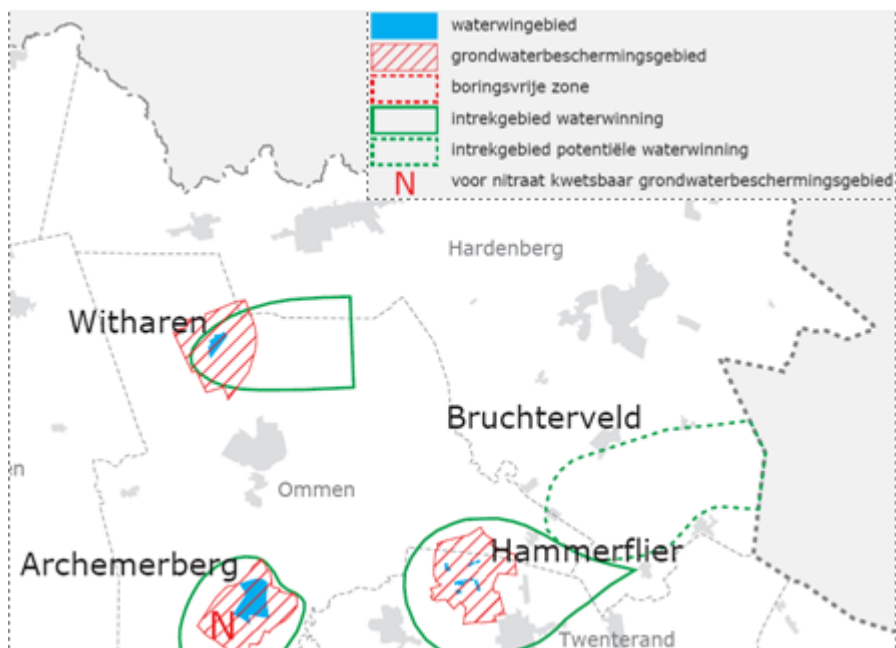 waterwingebied
grondwaterbeschermingsgebied
boringsvrije zone
intrekgebied waterwinning
intrekgebied potentiële waterwinning
N voor nitraat kwetsbaar grondwaterbeschermingsgebied
Hardenberg
Witharen
Bruchterveld
en
Ommen
Hammerflier
Archemerberg
N
Twenterand